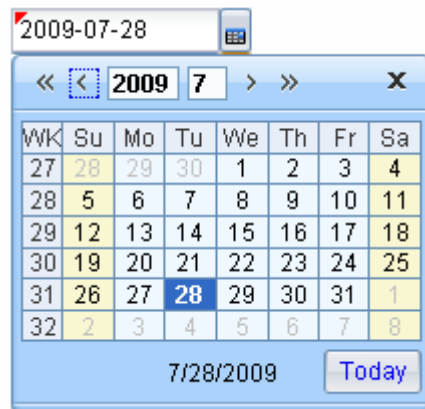 2009-07-28
« < 2009 7 > » x
WK Su Mo Tu We Th Fr Sa
27 28 29 30 1 2 3 4
28 5 6 7 8 9 10 11
29 12 13 14 15 16 17 18
30 19 20 21 22 23 24 25
31 26 27 28 29 30 31 1
32 2 3 4 5 6 7 8
7/28/2009 Today